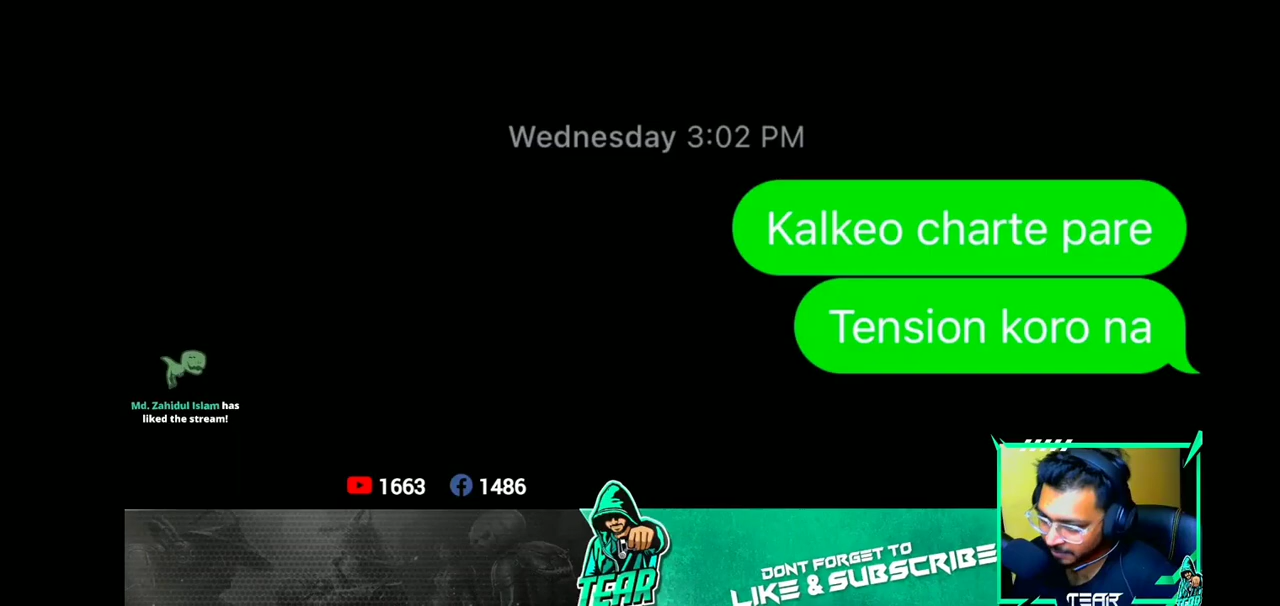 Wednesday 3:02 PM
Kalkeo charte pare
Tension koro na
Md. Zahidul Islam has
liked the stream!
1663 1486
TEAR
DONT FORGET TO
LIKE & SUBSCRIBE
TEAR